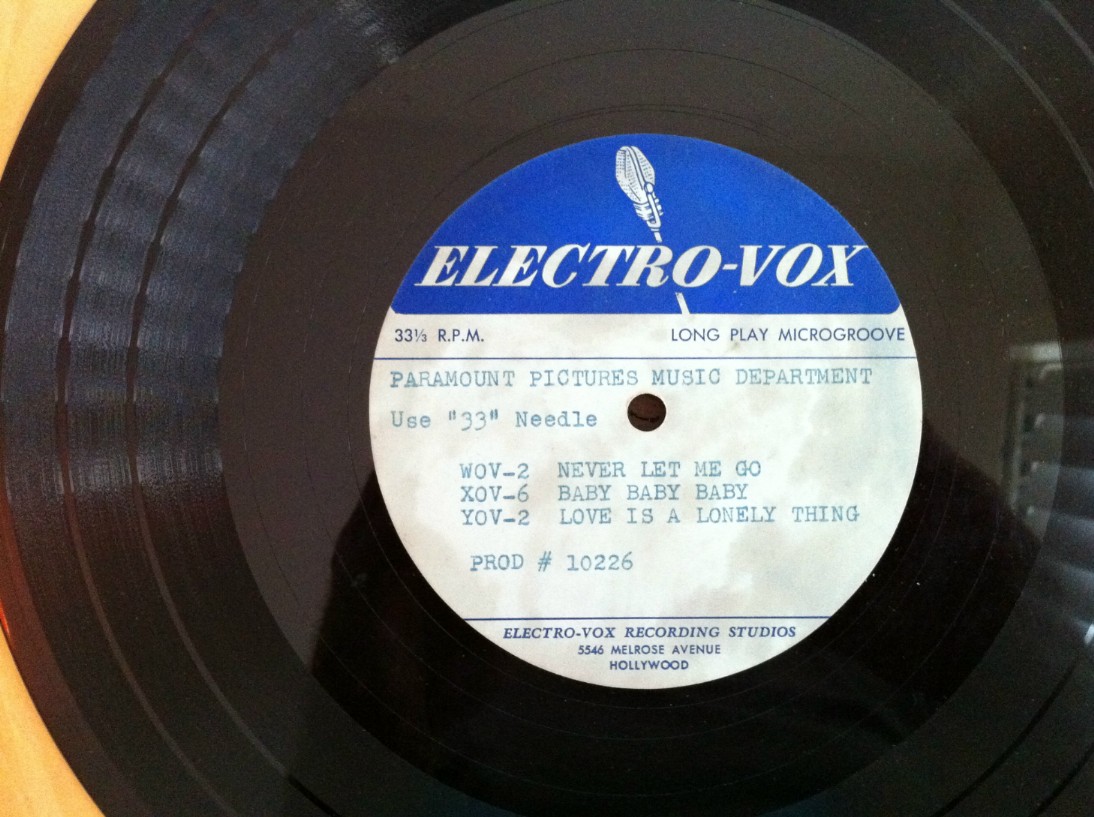 ELECTRO-VOX
33⅓ R.P.M. LONG PLAY MICROGROOVE
PARAMOUNT PICTURES MUSIC DEPARTMENT
Use "33" Needle
WOV-2 NEVER LET ME GO
XOV-6 BABY BABY BABY
YOV-2 LOVE IS A LONELY THING
PROD # 10226
ELECTRO-VOX RECORDING STUDIOS
5546 MELROSE AVENUE
HOLLYWOOD